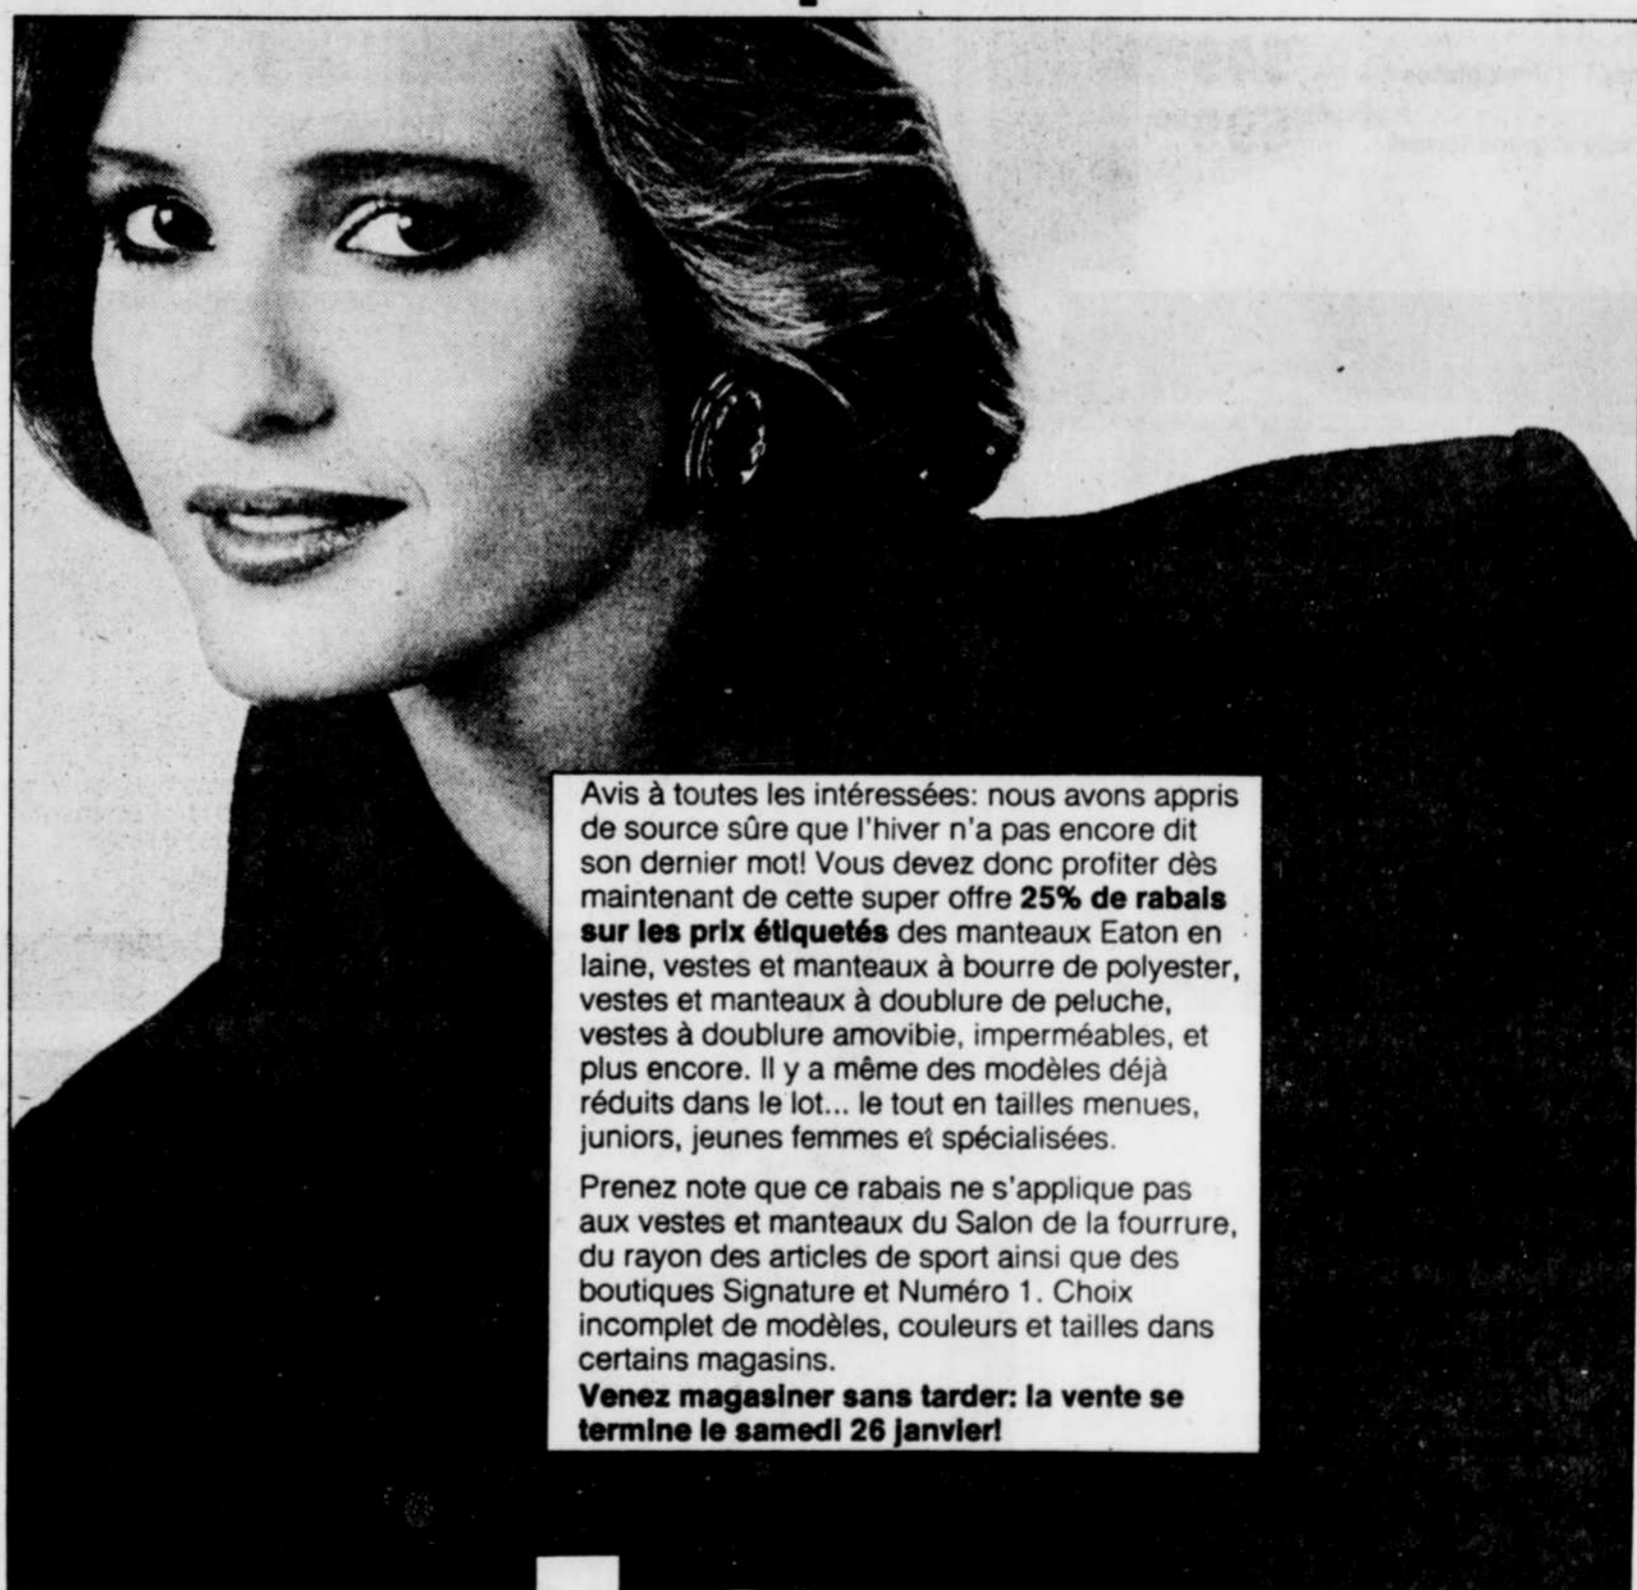 Avis à toutes les intéressées: nous avons appris
de source sûre que l'hiver n'a pas encore dit
son dernier mot! Vous devez donc profiter dès
maintenant de cette super offre 25% de rabais
sur les prix étiquetés des manteaux Eaton en
laine, vestes et manteaux à bourre de polyester,
vestes et manteaux à doublure de peluche,
vestes à doublure amovible, imperméables, et
plus encore. Il y a même des modèles déjà
réduits dans le lot... le tout en tailles menues,
juniors, jeunes femmes et spécialisées.
Prenez note que ce rabais ne s'applique pas
aux vestes et manteaux du Salon de la fourrure,
du rayon des articles de sport ainsi que des
boutiques Signature et Numéro 1. Choix
incomplet de modèles, couleurs et tailles dans
certains magasins.
Venez magasiner sans tarder: la vente se
termine le samedi 26 janvier!